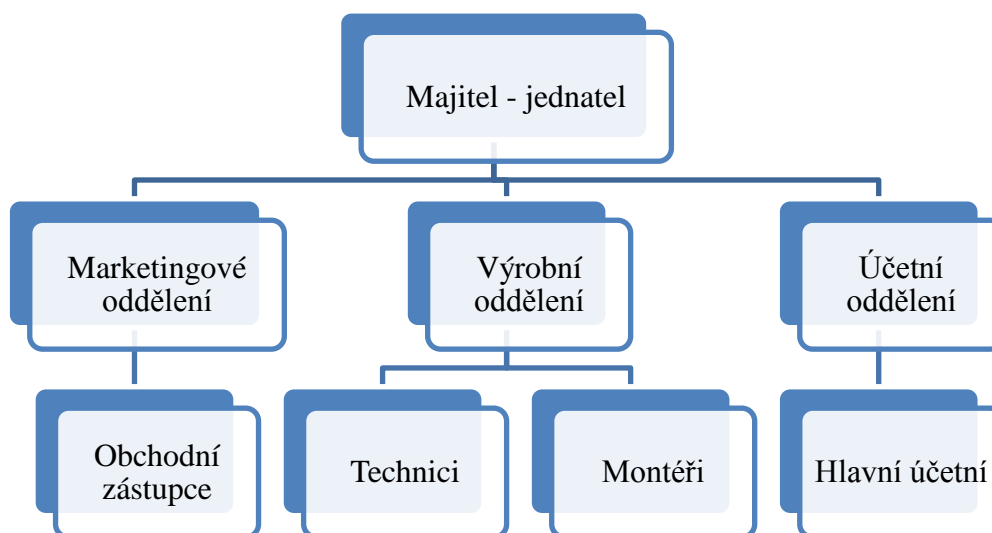 Majitel - jednatel
Marketingové
oddělení
Výrobní
oddělení
Účetní
oddělení
Obchodní
zástupce
Technici
Montéři
Hlavní účetní